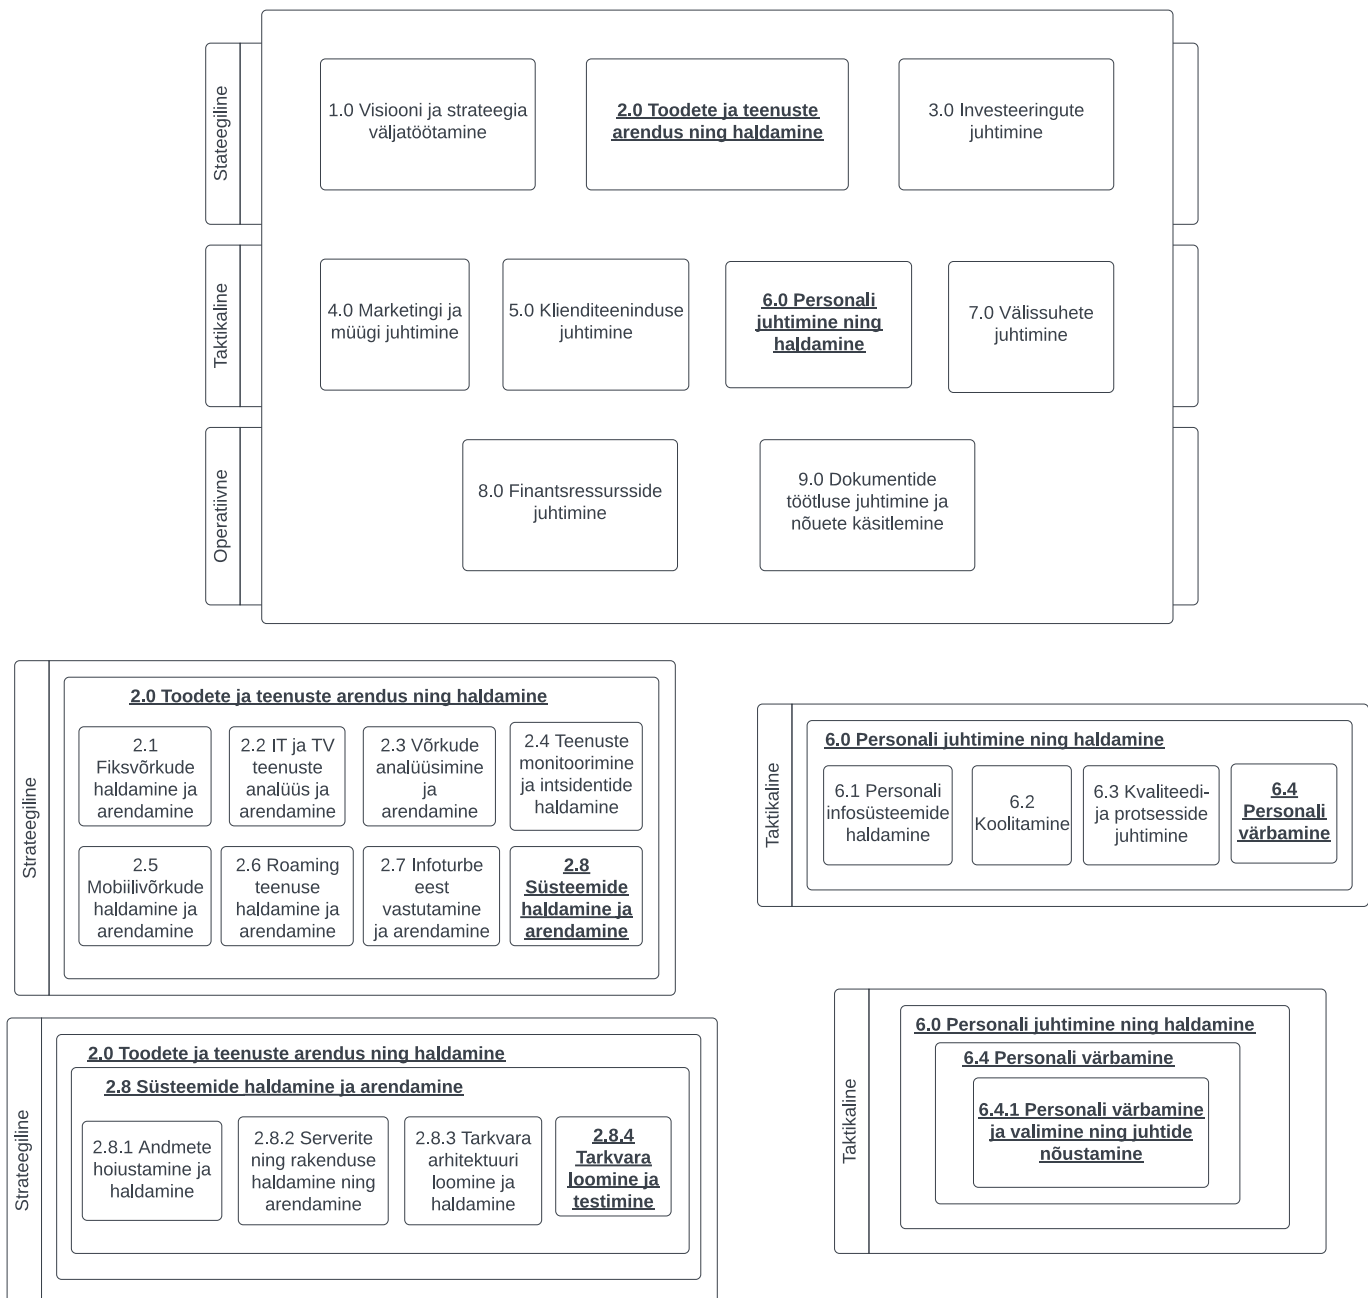 Stateegiline
1.0 Visiooni ja strateegia
väljatöötamine
2.0 Toodete ja teenuste
arendus ning haldamine
3.0 Investeeringute
juhtimine
Taktikaline
4.0 Marketingi ja
müügi juhtimine
5.0 Klienditeeninduse
juhtimine
6.0 Personali
juhtimine ning
haldamine
7.0 Välissuhete
juhtimine
Operatiivne
8.0 Finantsressursside
juhtimine
9.0 Dokumentide
töötluse juhtimine ja
nõuete käsitlemine
Strateegiline
2.0 Toodete ja teenuste arendus ning haldamine
2.1
Fiksvõrkude
haldamine ja
arendamine
2.2 IT ja TV
teenuste
analüüs ja
arendamine
2.3 Võrkude
analüüsimine
ja
arendamine
2.4 Teenuste
monitoorimine
ja intsidentide
haldamine
2.5
Mobiilivõrkude
haldamine ja
arendamine
2.6 Roaming
teenuse
haldamine ja
arendamine
2.7 Infoturbe
eest
vastutamine
ja arendamine
2.8
Süsteemide
haldamine ja
arendamine
Taktikaline
6.0 Personali juhtimine ning haldamine
6.1 Personali
infosüsteemide
haldamine
6.2
Koolitamine
6.3 Kvaliteedi-
ja protsesside
juhtimine
6.4
Personali
värbamine
Strateegiline
2.0 Toodete ja teenuste arendus ning haldamine
2.8 Süsteemide haldamine ja arendamine
2.8.1 Andmete
hoiustamine ja
haldamine
2.8.2 Serverite
ning rakenduse
haldamine ning
arendamine
2.8.3 Tarkvara
arhitektuuri
loomine ja
haldamine
2.8.4
Tarkvara
loomine ja
testimine
Taktikaline
6.0 Personali juhtimine ning haldamine
6.4 Personali värbamine
6.4.1 Personali värbamine
ja valimine ning juhtide
nõustamine